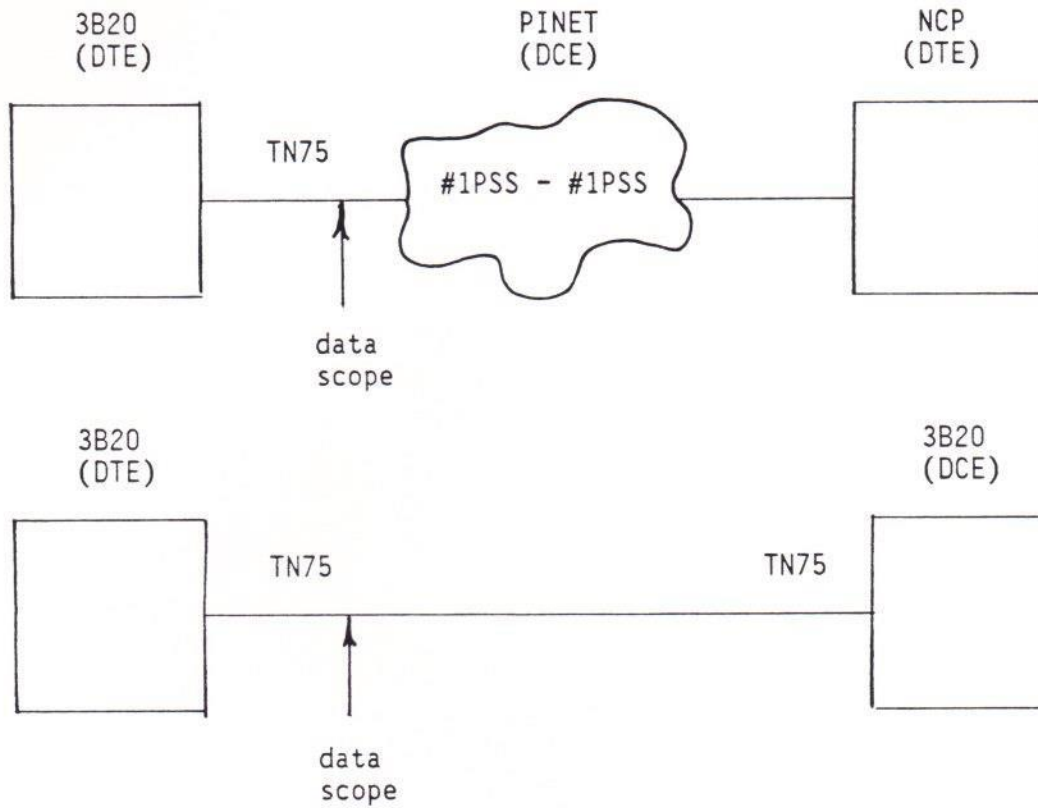 3B20
(DTE)
PINET
(DCE)
NCP
(DTE)
TN75
#1PSS - #1PSS
data
scope
3B20
(DTE)
3B20
(DCE)
TN75
TN75
data
scope